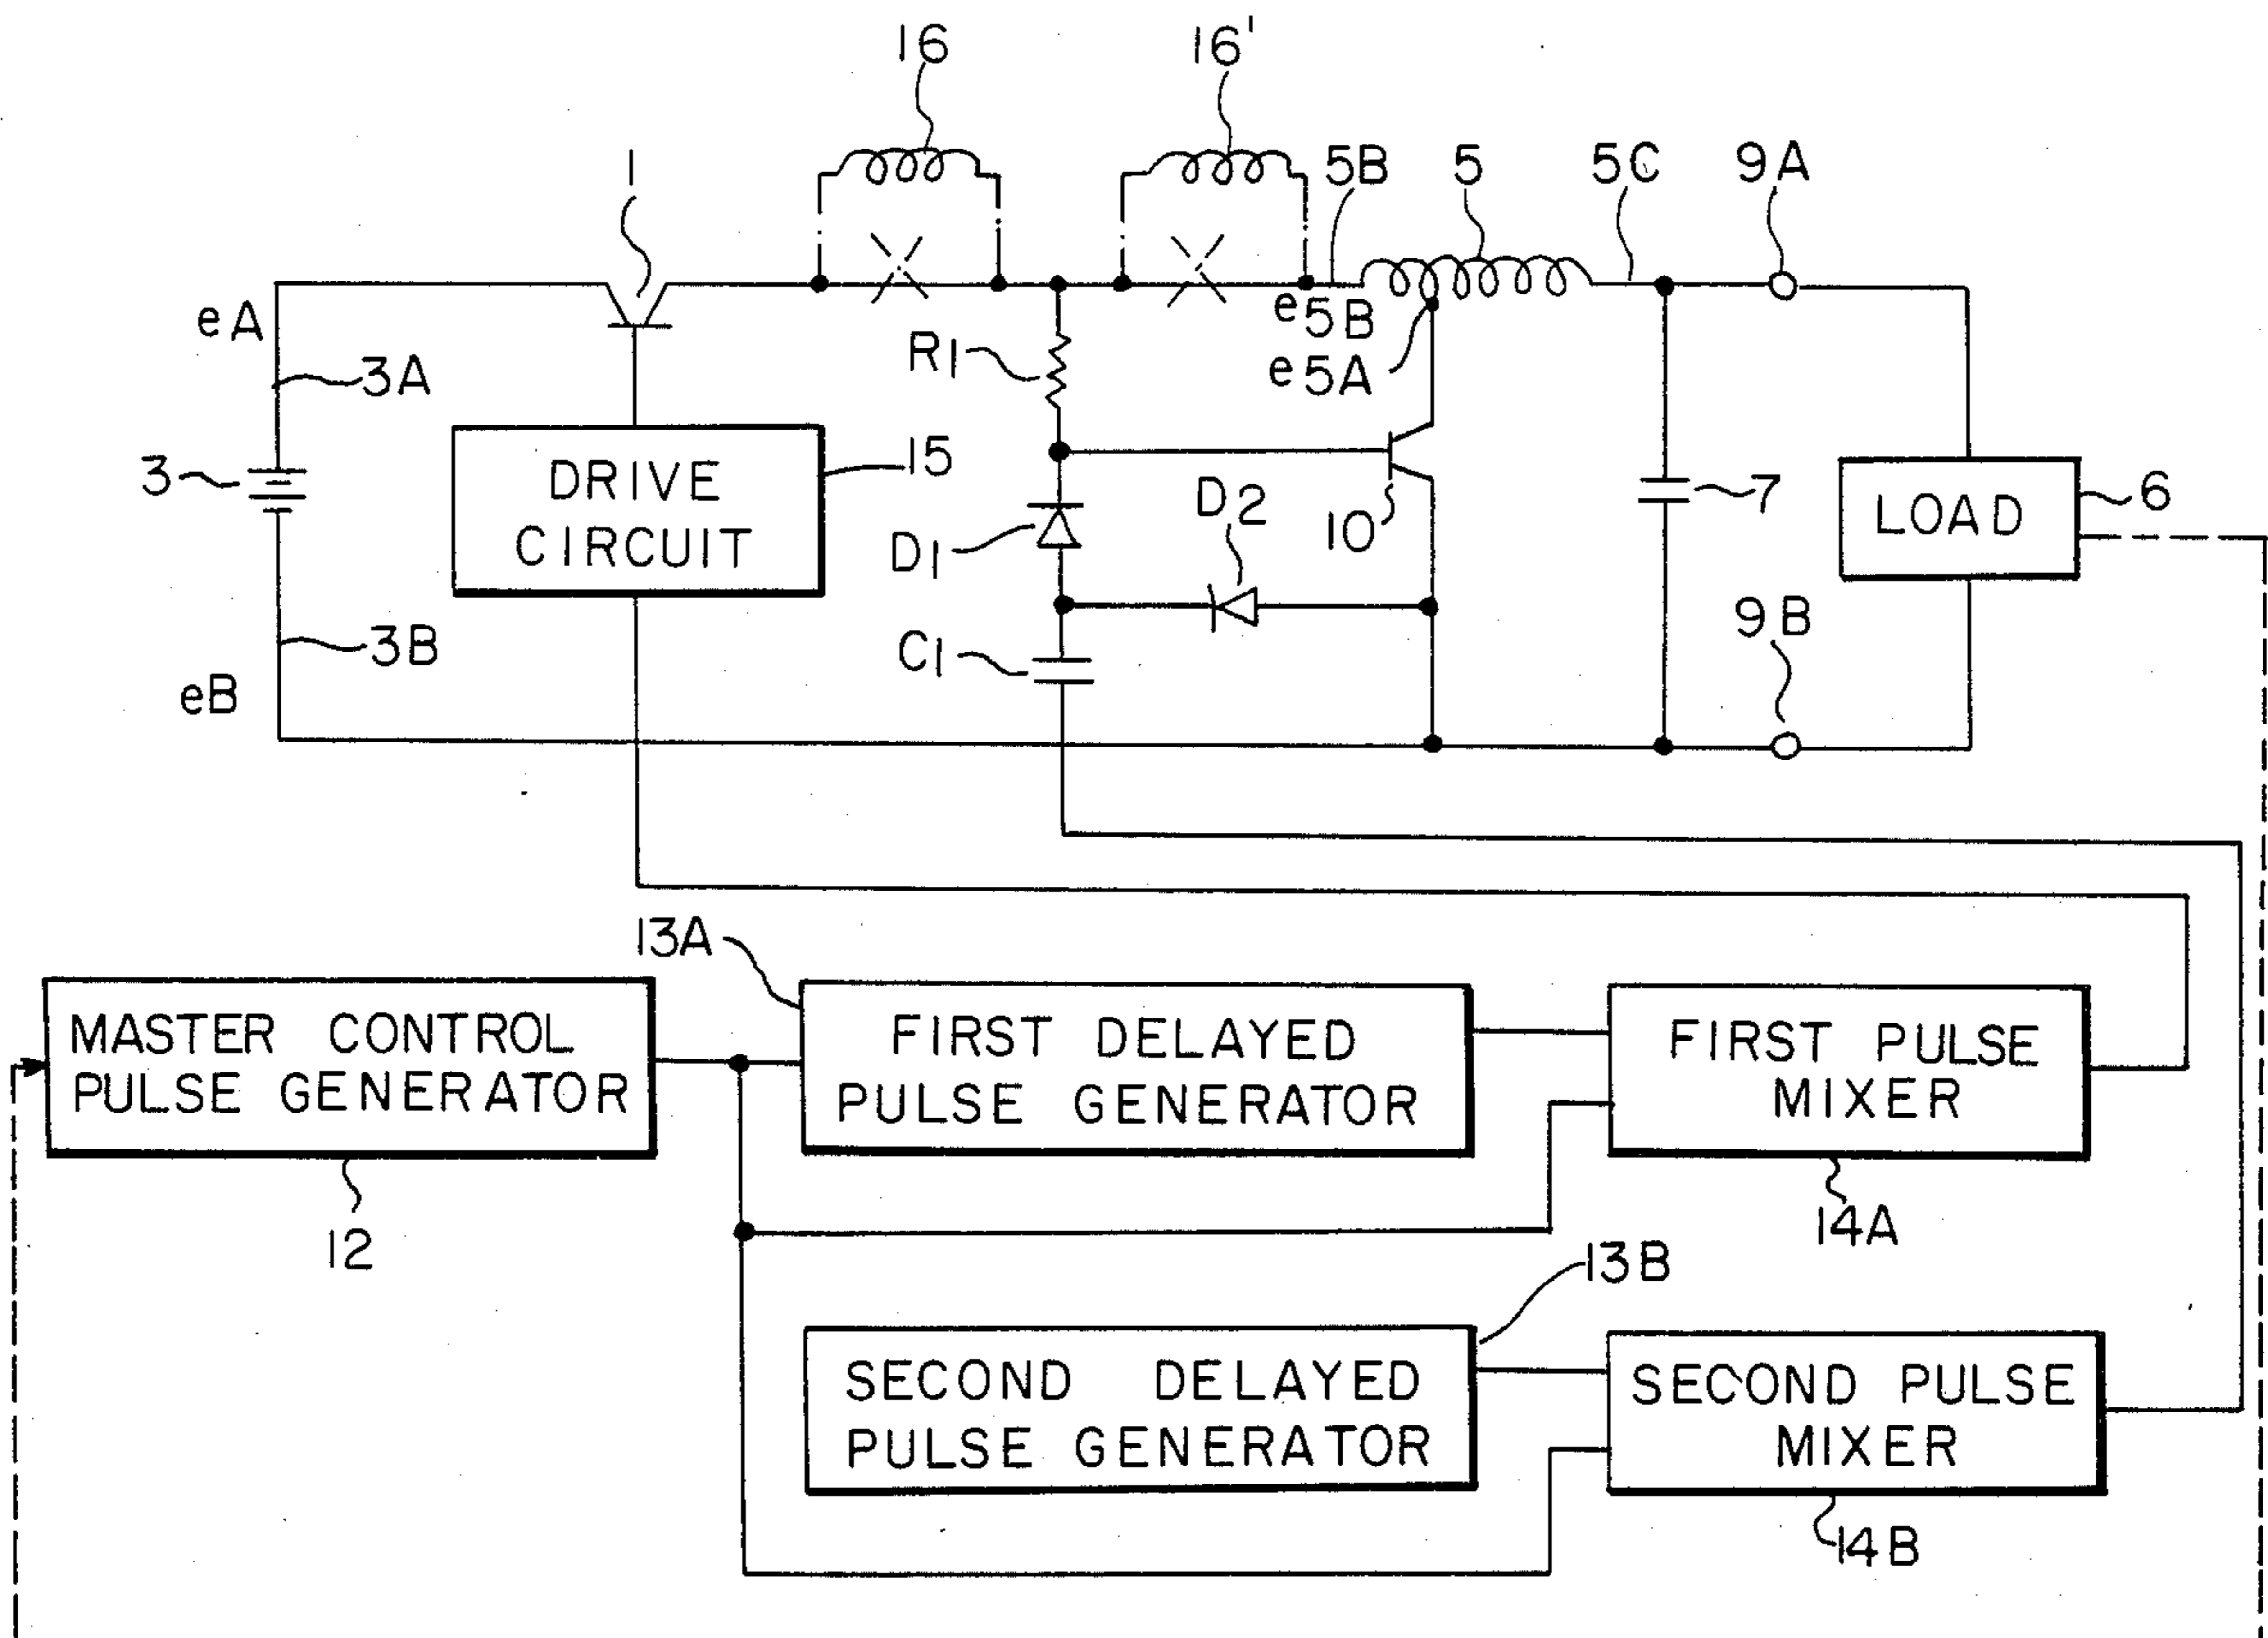 16
16'
1
5B
5
5C
9A
eA
3A
e5B
e5A
R1
3
DRIVE
CIRCUIT
15
D1
D2
10
7
LOAD
6
3B
eB
C1
9B
13A
MASTER CONTROL
PULSE GENERATOR
12
FIRST DELAYED
PULSE GENERATOR
FIRST PULSE
MIXER
14A
13B
SECOND DELAYED
PULSE GENERATOR
SECOND PULSE
MIXER
14B